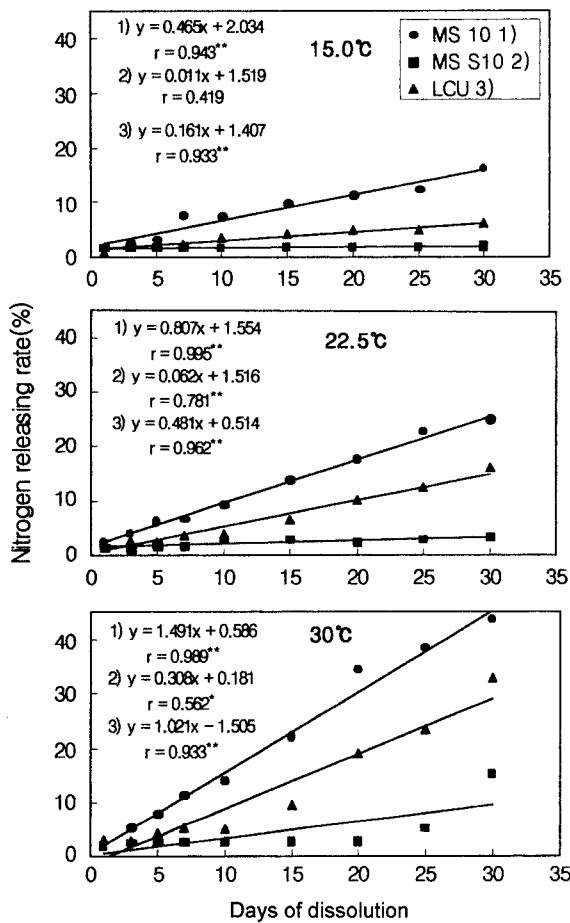 Nitrogen releasing rate(%)
40
30
20
10
0
1) y = 0.465x + 2.034
r = 0.943**
2) y = 0.011x + 1.519
r = 0.419
3) y = 0.161x + 1.407
r = 0.933**
15.0℃
MS 10 1)
MS S10 2)
LCU 3)
0 5 10 15 20 25 30 35
40
30
20
10
0
1) y = 0.807x + 1.554
r = 0.995**
2) y = 0.062x + 1.516
r = 0.781**
3) y = 0.481x + 0.514
r = 0.962**
22.5℃
0 5 10 15 20 25 30 35
40
30
20
10
0
1) y = 1.491x + 0.586
r = 0.989**
2) y = 0.308x + 0.181
r = 0.562*
3) y = 1.021x − 1.505
r = 0.933**
30℃
0 5 10 15 20 25 30 35
Days of dissolution